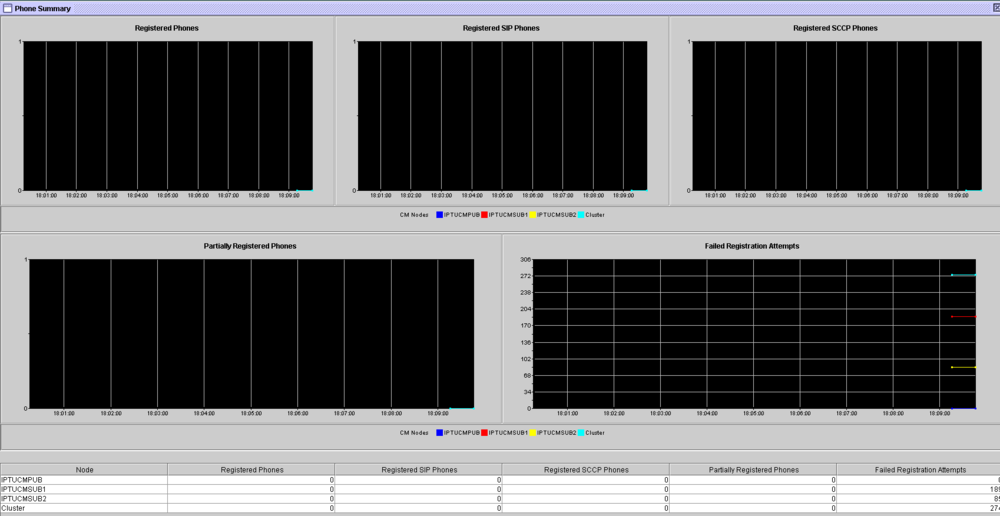 Phone Summary
Registered Phones
Registered SIP Phones
Registered SCCP Phones
1
0
18:01:00 18:02:00 18:03:00 18:04:00 18:05:00 18:06:00 18:07:00 18:08:00 18:09:00
1
0
18:01:00 18:02:00 18:03:00 18:04:00 18:05:00 18:06:00 18:07:00 18:08:00 18:09:00
1
0
18:01:00 18:02:00 18:03:00 18:04:00 18:05:00 18:06:00 18:07:00 18:08:00 18:09:00
CM Nodes IPTUCMPUB IPTUCMSUB1 IPTUCMSUB2 Cluster
Partially Registered Phones
Failed Registration Attempts
1
0
18:01:00 18:02:00 18:03:00 18:04:00 18:05:00 18:06:00 18:07:00 18:08:00 18:09:00
306
272
238
204
170
136
102
68
34
0
18:01:00 18:02:00 18:03:00 18:04:00 18:05:00 18:06:00 18:07:00 18:08:00 18:09:00
CM Nodes IPTUCMPUB IPTUCMSUB1 IPTUCMSUB2 Cluster
Node Registered Phones Registered SIP Phones Registered SCCP Phones Partially Registered Phones Failed Registration Attempts
IPTUCMPUB 0 0 0 0 0
IPTUCMSUB1 0 0 0 0 189
IPTUCMSUB2 0 0 0 0 85
Cluster 0 0 0 0 274